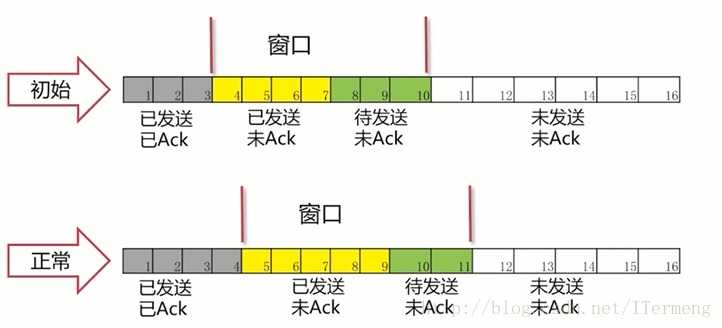 窗口
初始
1 2 3 4 5 6 7 8 9 10 11 12 13 14 15 16
已发送 已发送 待发送 未发送
已Ack 未Ack 未Ack 未Ack
窗口
正常
1 2 3 4 5 6 7 8 9 10 11 12 13 14 15 16
已发送 已发送 待发送 未发送
已Ack 未Ack 未Ack 未Ack
http://blog.csdn.net/ITermeng